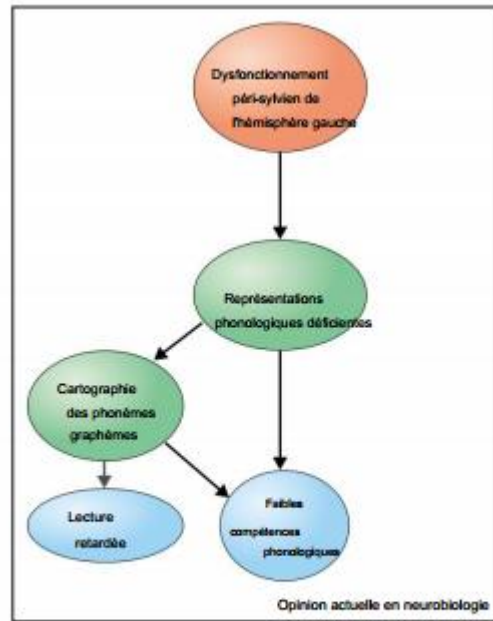 Dysfonctionnement
péri-sylvien de
l'hémisphère gauche
Représentations
phonologiques déficientes
Cartographie
des phonèmes
graphèmes
Lecture
retardée
Faibles
compétences
phonologiques
Opinion actuelle en neurobiologie